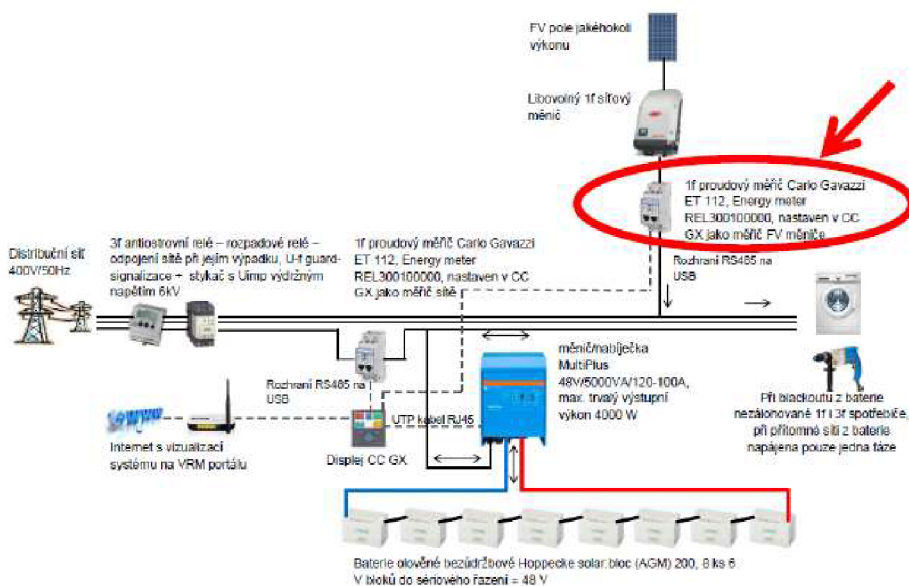 FV pole jakéhokoli
výkonu
Libovolný 1f síťový
měnič
1f proudový měřič Carlo Gavazzi
ET 112, Energy meter
REL300100000, nastaven v CC
GX jako měřič FV měniče
Rozhraní RS485 na
USB
Distribuční síť
400V/50Hz
3f antiostrovní relé – rozpadové relé –
odpojení sítě při jejím výpadku, U-f guard-
signalizace + stykač s Uimp výdržným
napětím 6kV
1f proudový měřič Carlo Gavazzi
ET 112, Energy meter
REL300100000, nastaven v CC
GX jako měřič sítě
měnič/nabíječka
MultiPlus
48V/5000VA/120-100A,
max. trvalý výstupní
výkon 4000 W
Rozhraní RS485 na
USB
UTP kabel RJ45
Internet s vizualizací
systému na VRM portálu
Displej CC GX
Při blackoutu z baterie
nezálohované 1f i 3f spotřebiče,
při přítomné síti z baterie
napájena pouze jedna fáze
Baterie olověné bezúdržbové Hoppecke solar.bloc (AGM) 200, 8 ks 6
V bloků do sériového řazení = 48 V